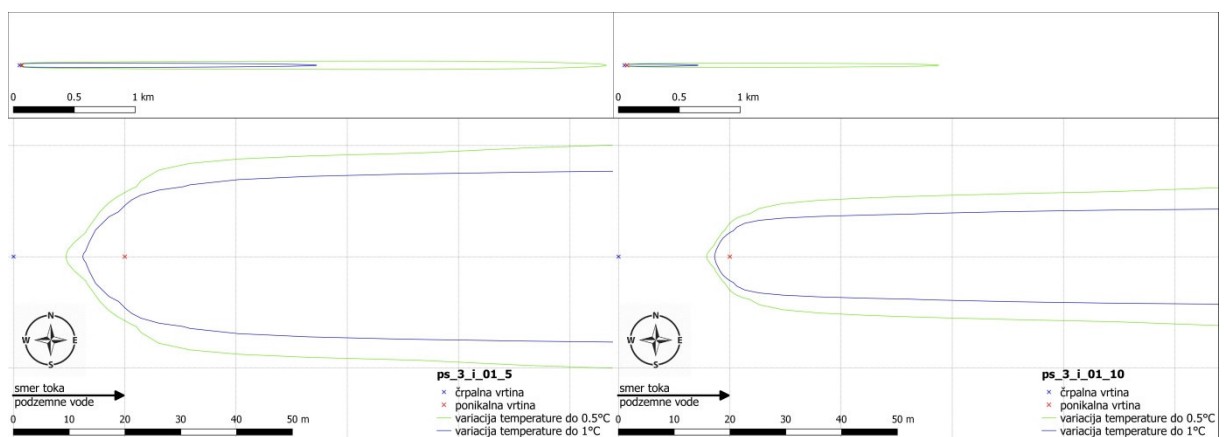 0 0.5 1 km
0 0.5 1 km
N
W E
S
smer toka
podzemne vode
0 10 20 30 40 50 m
ps_3_i_01_5
črpalna vrtina
ponikalna vrtina
variacija temperature do 0.5°C
variacija temperature do 1°C
N
W E
S
smer toka
podzemne vode
0 10 20 30 40 50 m
ps_3_i_01_10
črpalna vrtina
ponikalna vrtina
variacija temperature do 0.5°C
variacija temperature do 1°C